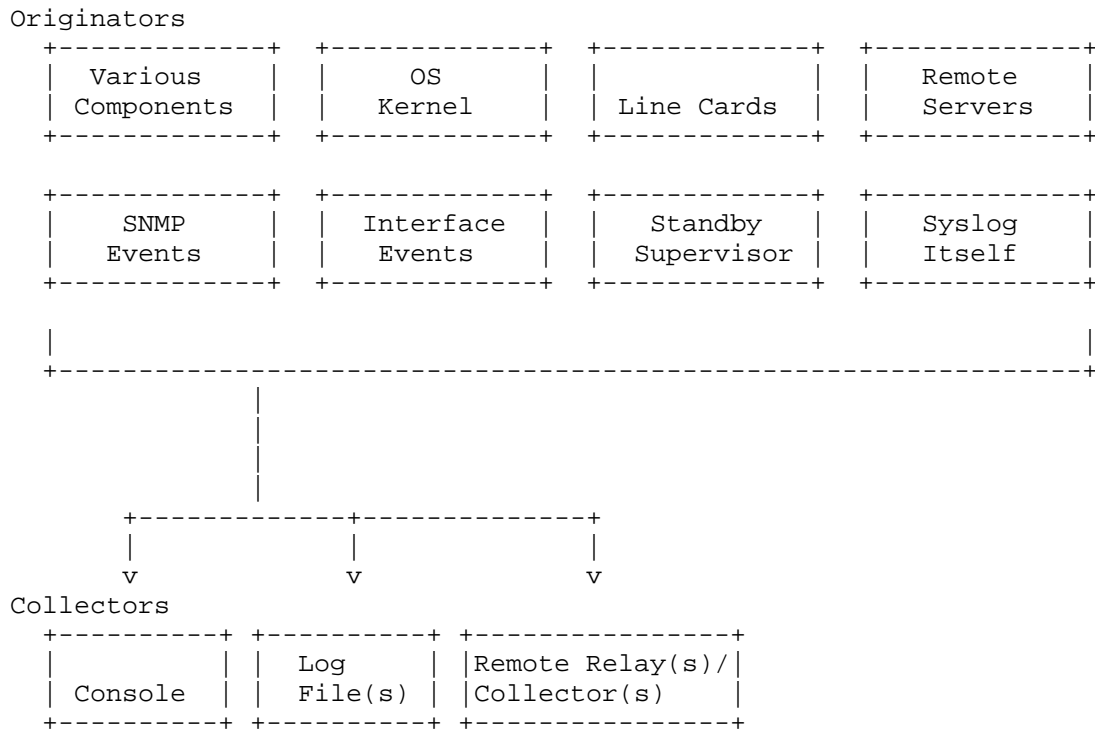 Originators
Various OS Remote
Components Kernel Line Cards Servers
SNMP Interface Standby Syslog
Events Events Supervisor Itself
v v v
Collectors
Log Remote Relay(s)/
Console File(s) Collector(s)